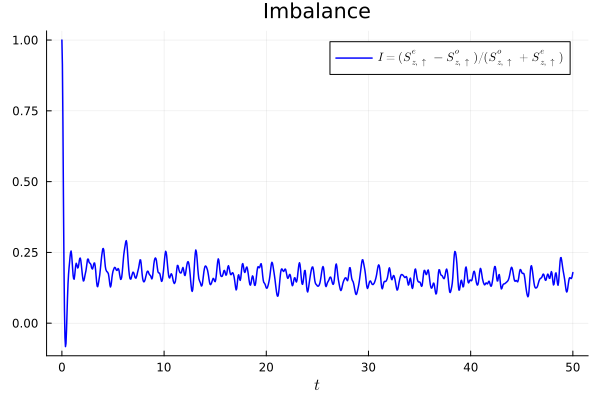 Imbalance
I = (S^e_{z,↑} − S^o_{z,↑})/(S^o_{z,↑} + S^e_{z,↑})
1.00
0.75
0.50
0.25
0.00
0 10 20 30 40 50
t